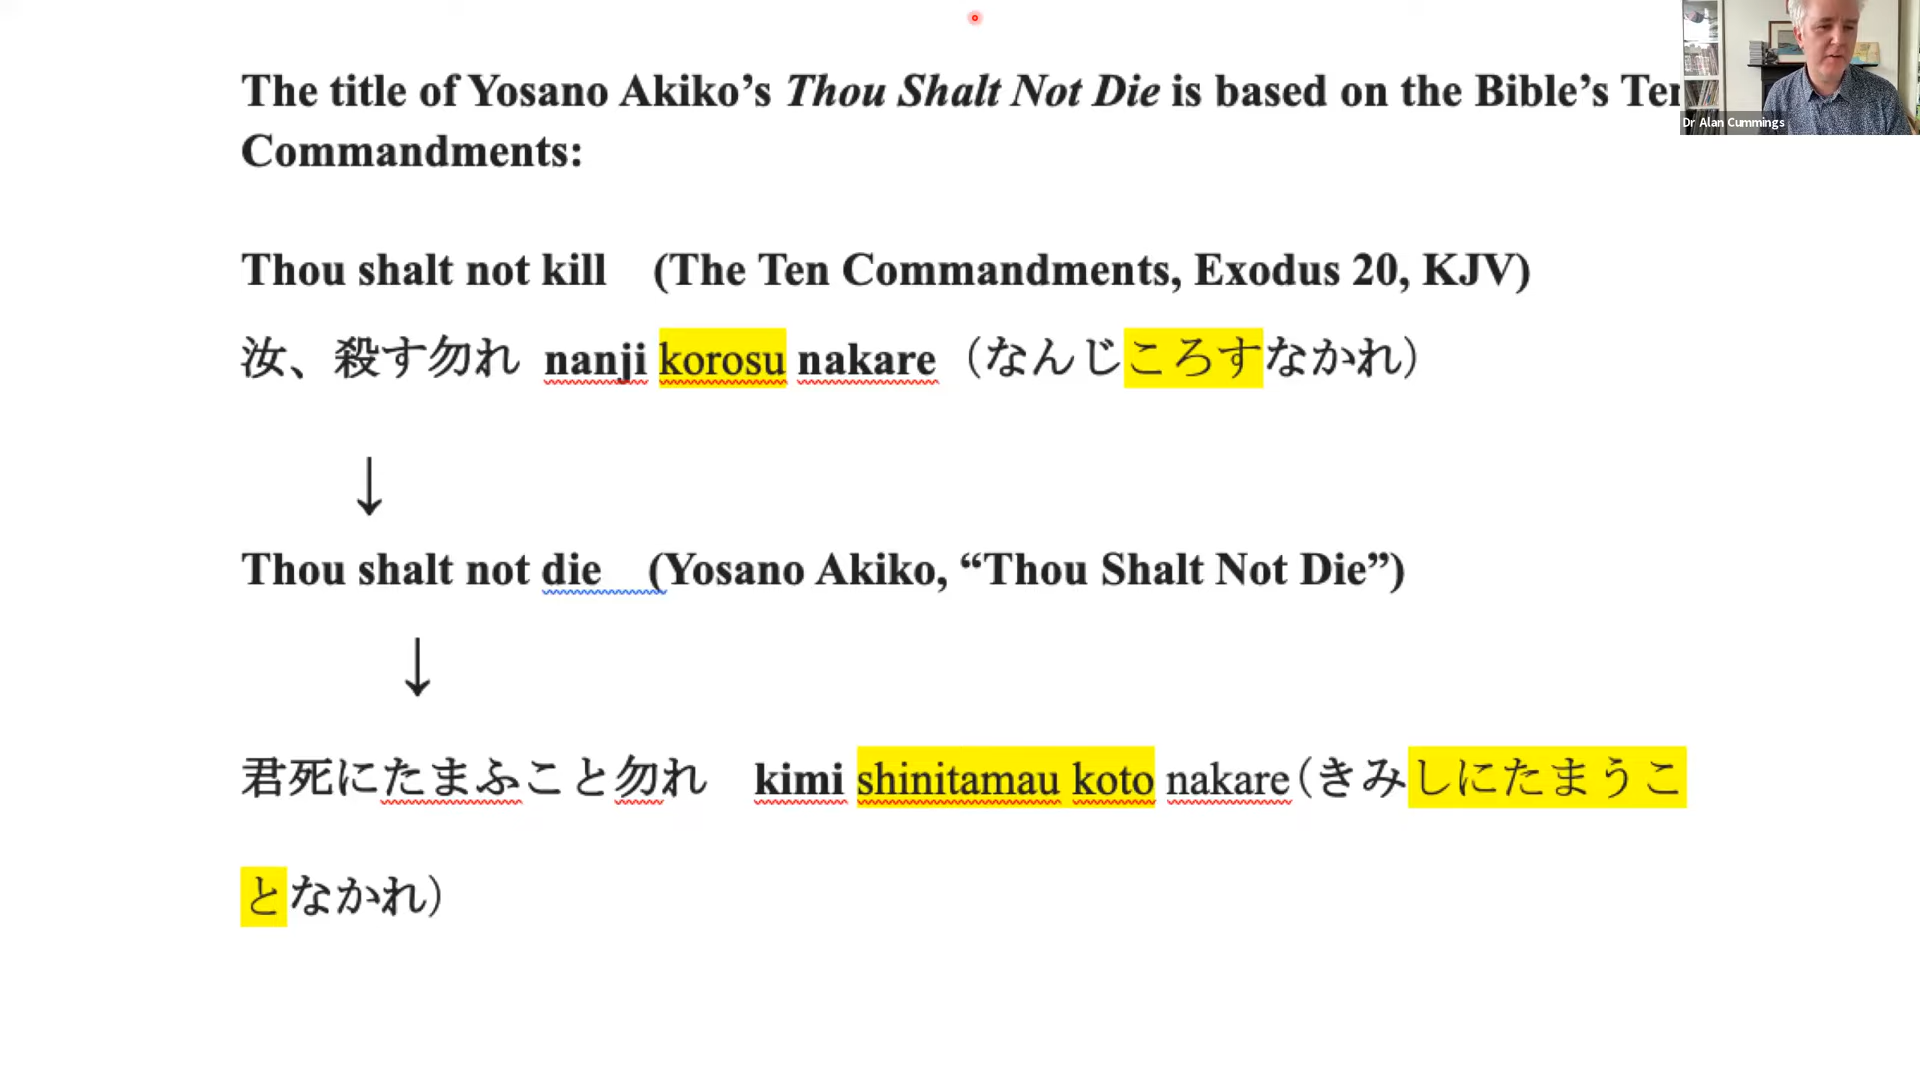 The title of Yosano Akiko’s Thou Shalt Not Die is based on the Bible’s Ten
Commandments:
Dr Alan Cummings
Thou shalt not kill (The Ten Commandments, Exodus 20, KJV)
汝、殺す勿れ nanji korosu nakare（なんじころすなかれ）
↓
Thou shalt not die (Yosano Akiko, “Thou Shalt Not Die”)
↓
君死にたまふこと勿れ kimi shinitamau koto nakare（きみしにたまうこ
となかれ）